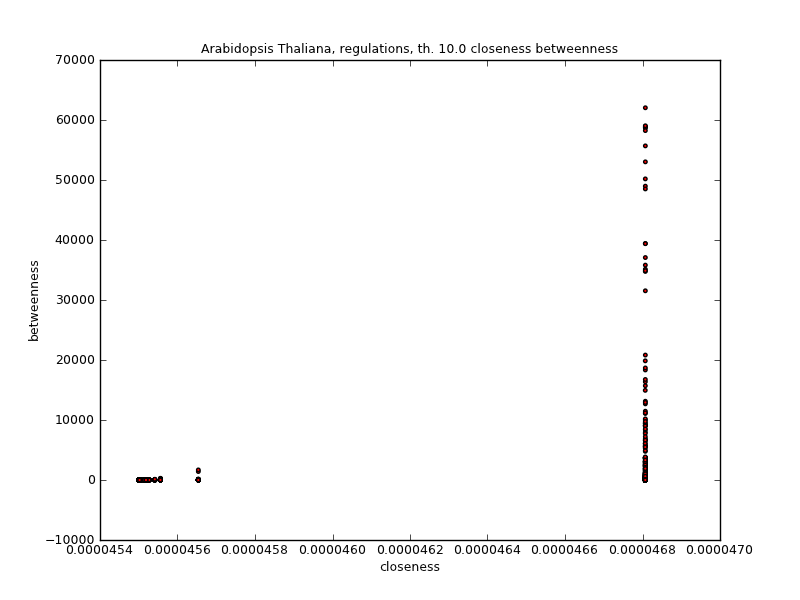 Arabidopsis Thaliana, regulations, th. 10.0 closeness betweenness
70000
60000
50000
40000
30000
20000
10000
0
−10000
betweenness
0.0000454 0.0000456 0.0000458 0.0000460 0.0000462 0.0000464 0.0000466 0.0000468 0.0000470
closeness